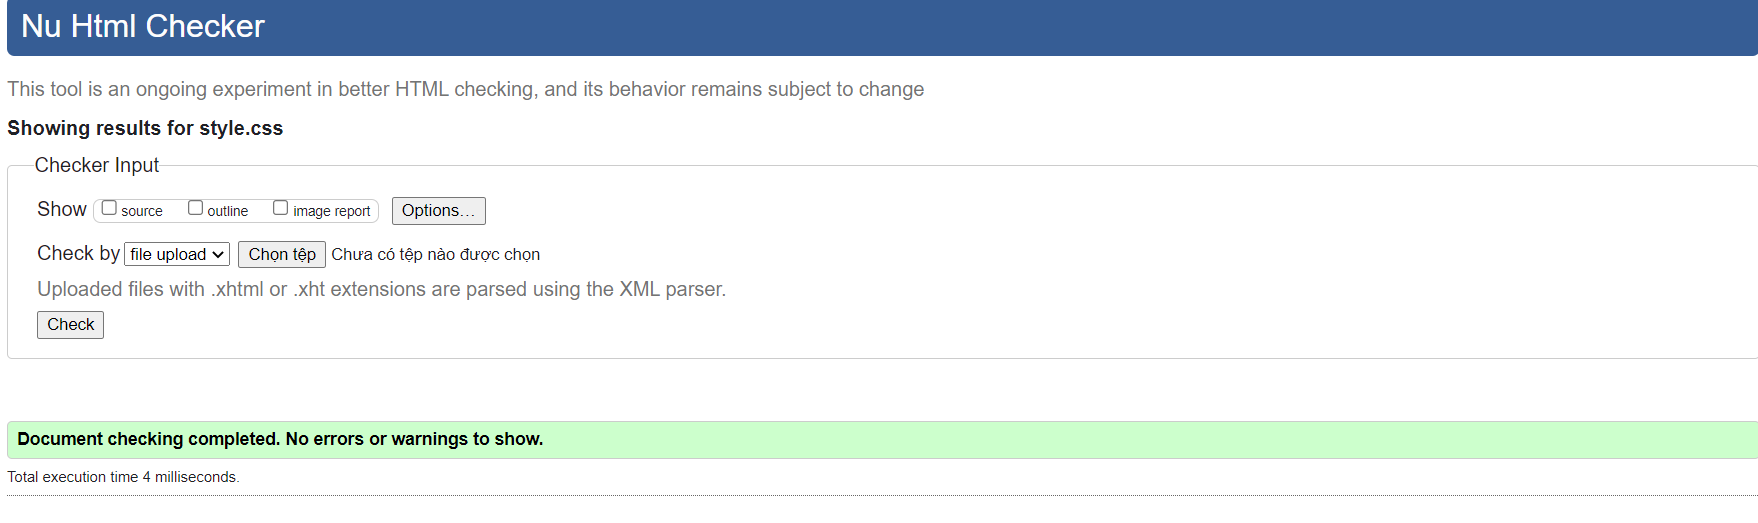 Nu Html Checker
This tool is an ongoing experiment in better HTML checking, and its behavior remains subject to change
Showing results for style.css
Checker Input
Show source outline image report Options...
Check by file upload Chọn tệp Chưa có tệp nào được chọn
Uploaded files with .xhtml or .xht extensions are parsed using the XML parser.
Check
Document checking completed. No errors or warnings to show.
Total execution time 4 milliseconds.